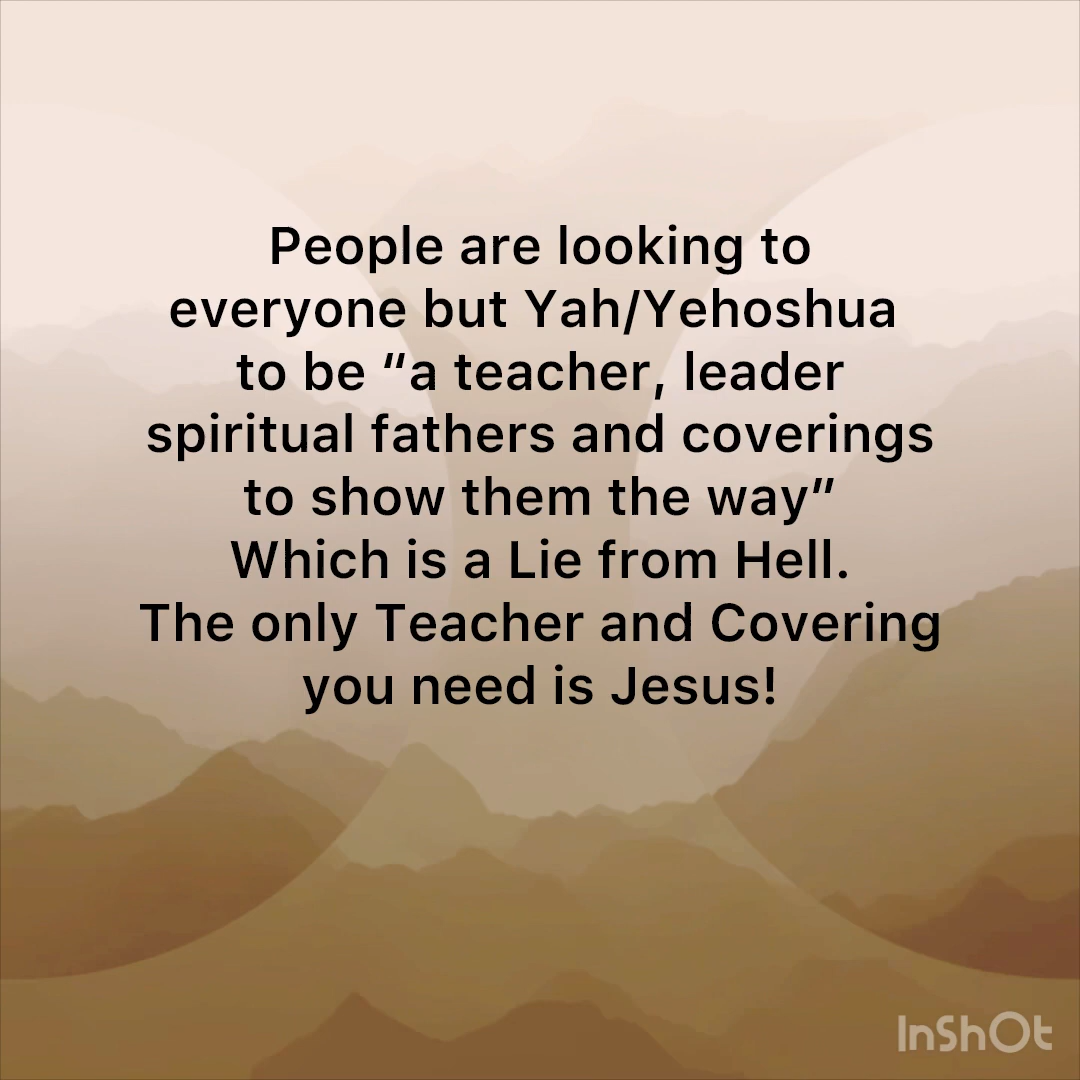 People are looking to
everyone but Yah/Yehoshua
to be “a teacher, leader
spiritual fathers and coverings
to show them the way”
Which is a Lie from Hell.
The only Teacher and Covering
you need is Jesus!
InShOt